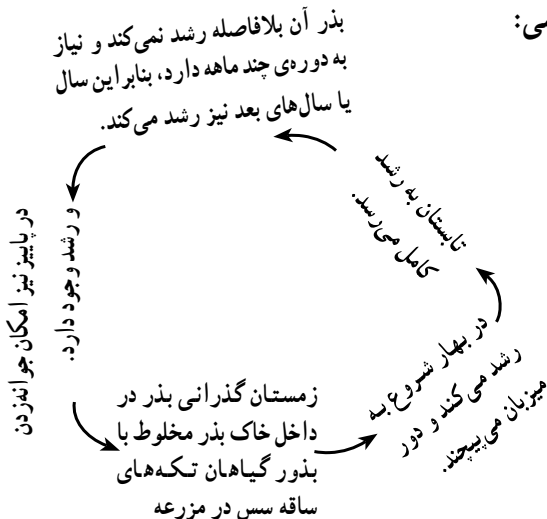 سی:
بذر آن بلافاصله رشد نمی‌کند و نیاز
به دوره‌ی چند ماهه دارد، بنابراین سال
یا سال‌های بعد نیز رشد می‌کند.
در پاییز نیز امکان جوانه‌زدن
و رشد وجود دارد.
زمستان گذرانی بذر در
داخل خاک بذر مخلوط با
بذور گیاهان تکه‌های
ساقه سس در مزرعه
در بهار شروع به
رشد می کند و دور
میزبان می‌پیچند.
تابستان به رشد
کامل می‌رسد.